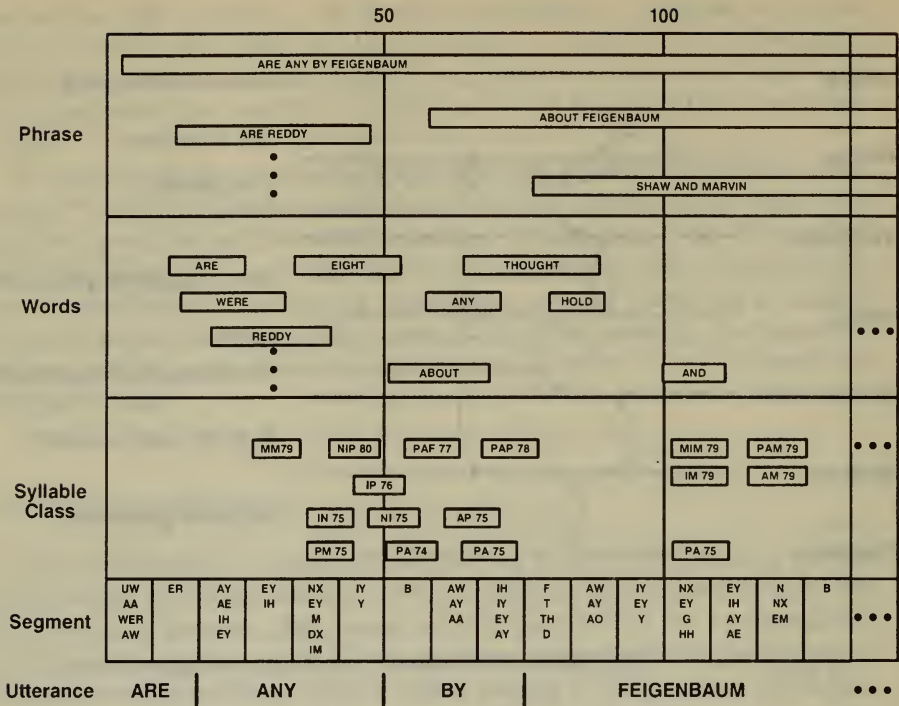 50 100
ARE ANY BY FEIGENBAUM
ABOUT FEIGENBAUM
Phrase
ARE REDDY
SHAW AND MARVIN
ARE EIGHT THOUGHT
Words
WERE ANY HOLD
REDDY
ABOUT AND
MM79 NIP 80 PAF 77 PAP 78 MIM 79 PAM 79
Syllable
Class
IP 76 IM 79 AM 79
IN 75 NI 75 AP 75
PM 75 PA 74 PA 75 PA 75
Segment
UW ER AY EY NX IY B AW IH F AW IY NX EY N B
AA AE IH EY Y AY IY T AY EY EY IH NX
WER IH M AA EY TH AO Y G AY EM
AW EY DX AY D HH AE
IM
Utterance ARE ANY BY FEIGENBAUM